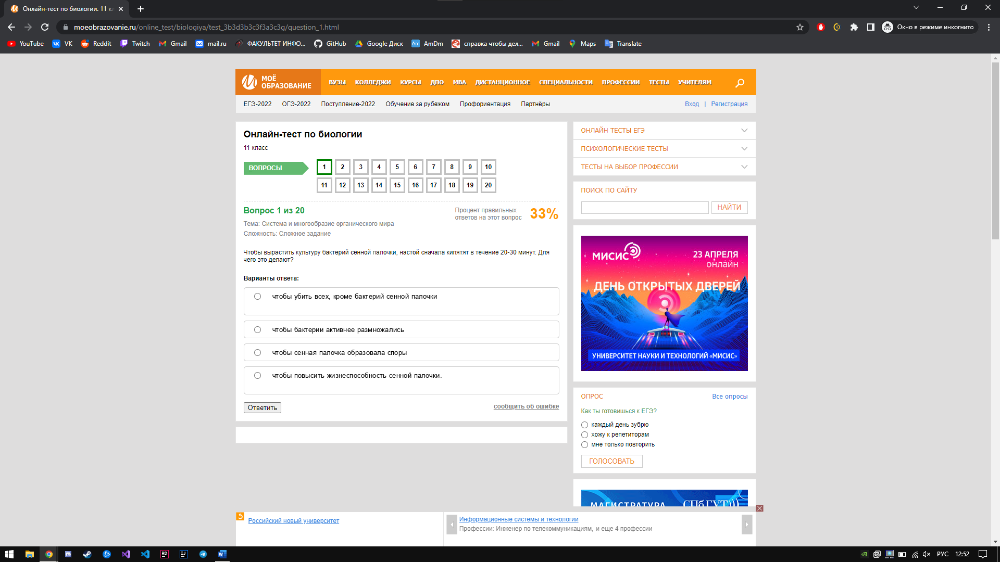 Онлайн-тест по биологии. 11 кл
moeobrazovanie.ru/online_test/biologiya/test_3b3d3b3c3f3a3c3g/question_1.html
Окно в режиме инкогнито
YouTube
VK
Reddit
Twitch
Gmail
mail.ru
ФАКУЛЬТЕТ ИНФО...
GitHub
Google Диск
AmDm
справка чтобы дел...
Gmail
Maps
Translate
МОЁ ОБРАЗОВАНИЕ
ВУЗЫ КОЛЛЕДЖИ КУРСЫ ДПО MBA ДИСТАНЦИОННОЕ СПЕЦИАЛЬНОСТИ ПРОФЕССИИ ТЕСТЫ УЧИТЕЛЯМ
ЕГЭ-2022 ОГЭ-2022 Поступление-2022 Обучение за рубежом Профориентация Партнёры
Вход | Регистрация
Онлайн-тест по биологии
11 класс
ВОПРОСЫ
1 2 3 4 5 6 7 8 9 10
11 12 13 14 15 16 17 18 19 20
Вопрос 1 из 20
Тема: Система и многообразие органического мира
Сложность: Сложное задание
Процент правильных
ответов на этот вопрос
33%
Чтобы вырастить культуру бактерий сенной палочки, настой сначала кипятят в течение 20-30 минут. Для
чего это делают?
Варианты ответа:
чтобы убить всех, кроме бактерий сенной палочки
чтобы бактерии активнее размножались
чтобы сенная палочка образовала споры
чтобы повысить жизнеспособность сенной палочки.
Ответить
сообщить об ошибке
ОНЛАЙН ТЕСТЫ ЕГЭ
ПСИХОЛОГИЧЕСКИЕ ТЕСТЫ
ТЕСТЫ НА ВЫБОР ПРОФЕССИИ
ПОИСК ПО САЙТУ
НАЙТИ
МИСИС
23 АПРЕЛЯ
онлайн
ДЕНЬ ОТКРЫТЫХ ДВЕРЕЙ
УНИВЕРСИТЕТ НАУКИ И ТЕХНОЛОГИЙ «МИСИС»
ОПРОС
Все опросы
Как ты готовишься к ЕГЭ?
каждый день зубрю
хожу к репетиторам
мне только повторить
ГОЛОСОВАТЬ
МАГИСТРАТУРА
СПбГУТ)))
Российский новый университет
Информационные системы и технологии
Профессии: Инженер по телекоммуникациям, и еще 4 профессии
РУС
12:52